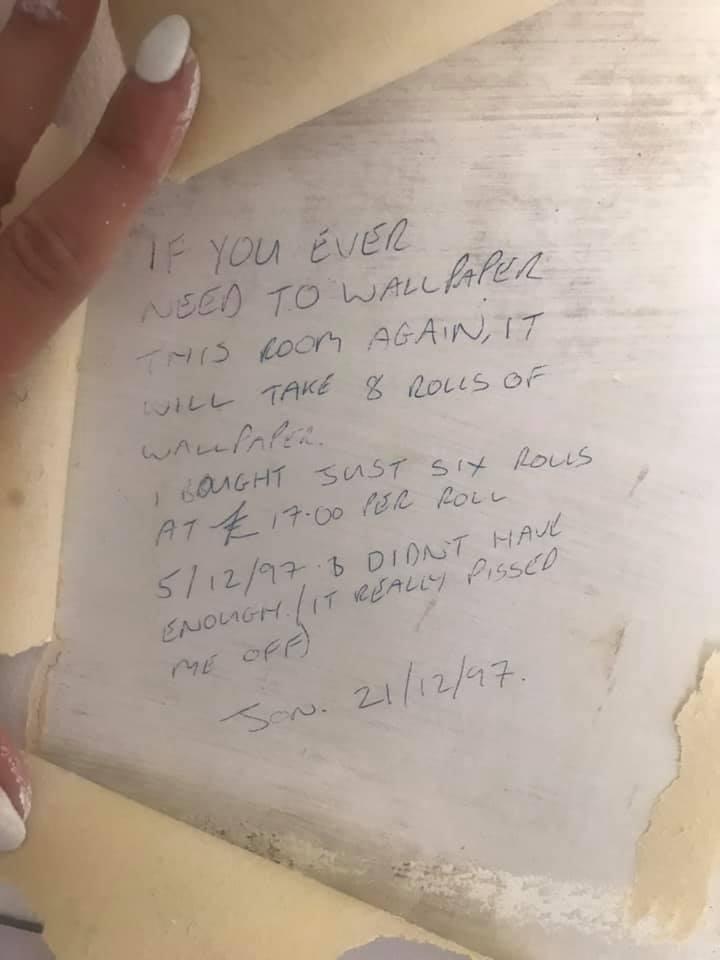 IF YOU EVER
NEED TO WALLPAPER
THIS ROOM AGAIN, IT
WILL TAKE 8 ROLLS OF
WALLPAPER.
I BOUGHT JUST SIX ROLLS
AT £17.00 PER ROLL
5/12/97 & DIDN'T HAVE
ENOUGH. (IT REALLY PISSED
ME OFF)
JON. 21/12/97.